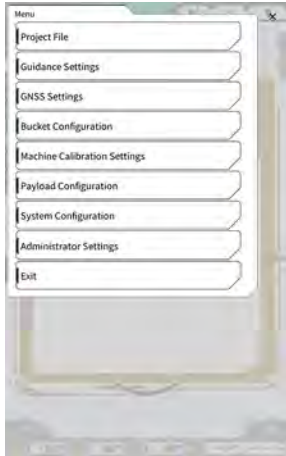 Menu
Project File
Guidance Settings
GNSS Settings
Bucket Configuration
Machine Calibration Settings
Payload Configuration
System Configuration
Administrator Settings
Exit